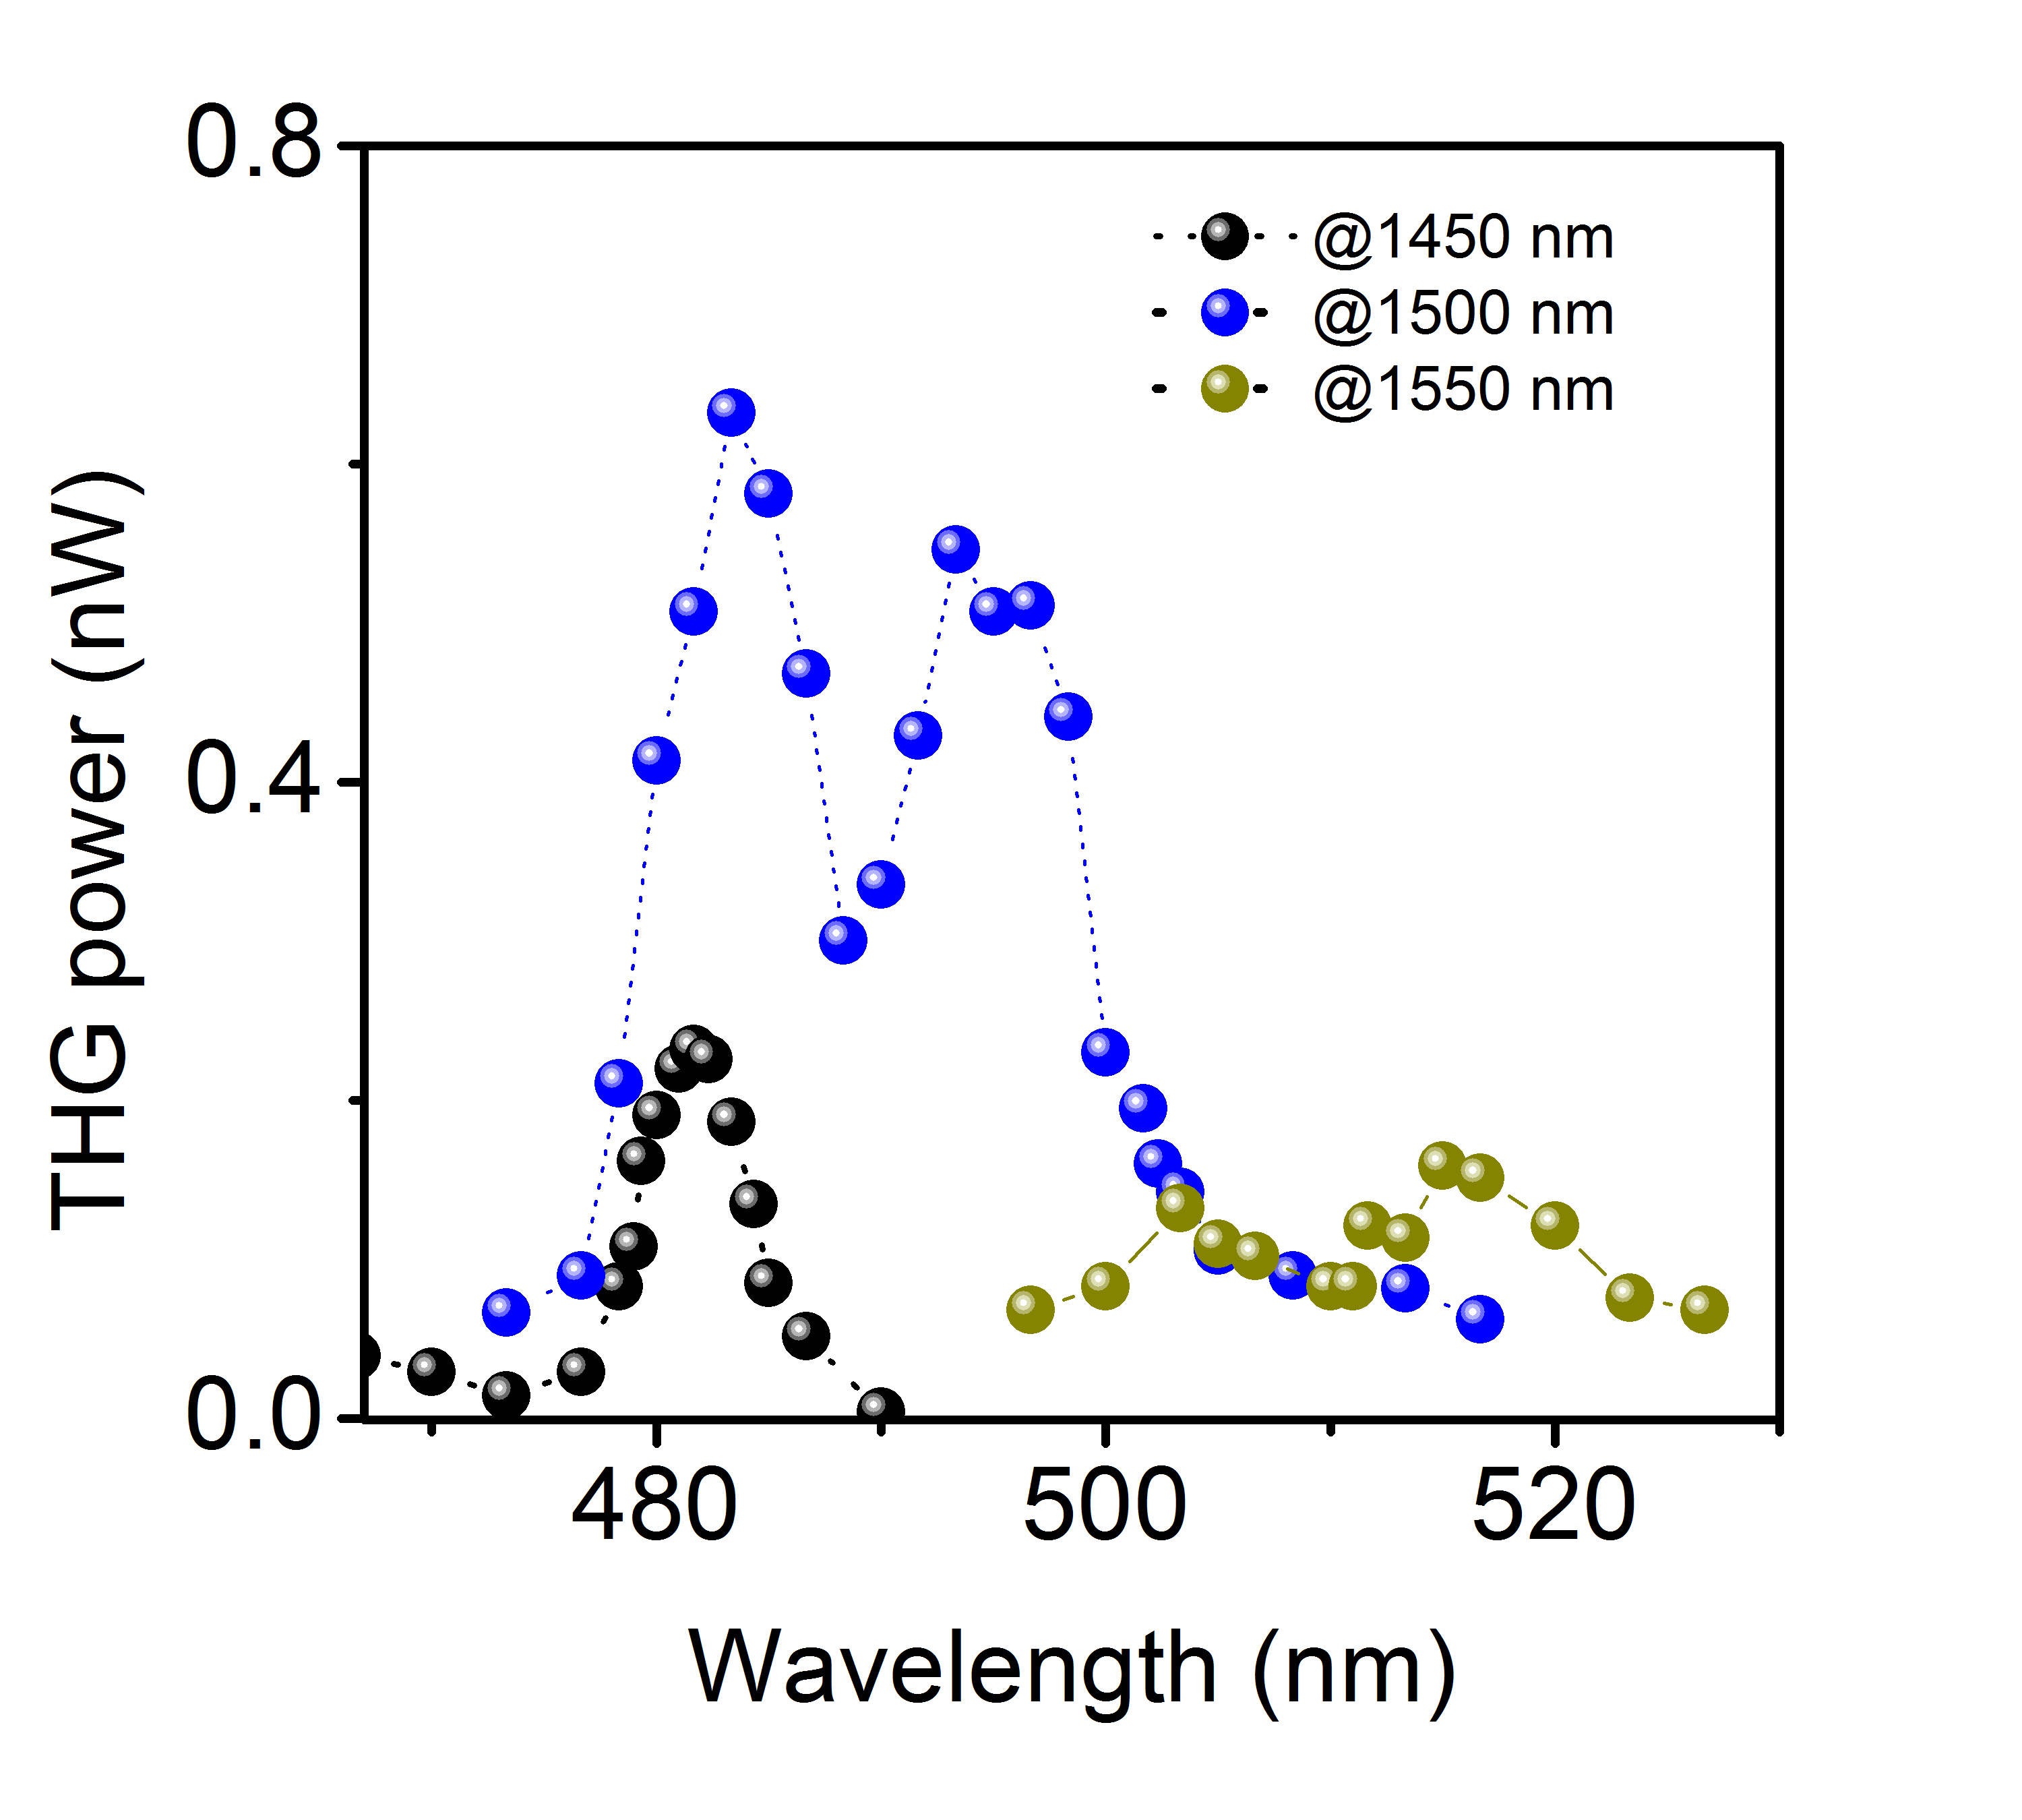 0.8
@1450 nm
@1500 nm
@1550 nm
THG power (nW)
0.4
0.0
480
500
520
Wavelength (nm)